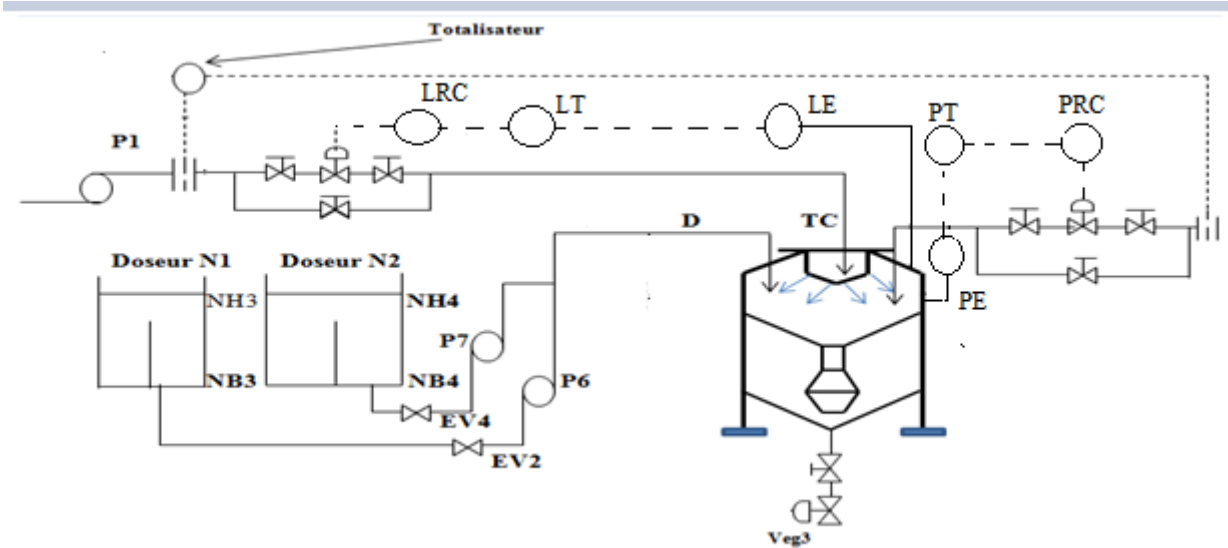 Totalisateur
LRC
LT
LE
PT
PRC
P1
D
TC
Doseur N1
Doseur N2
NH3
NH4
PE
P7
NB3
NB4
P6
EV4
EV2
Veg3